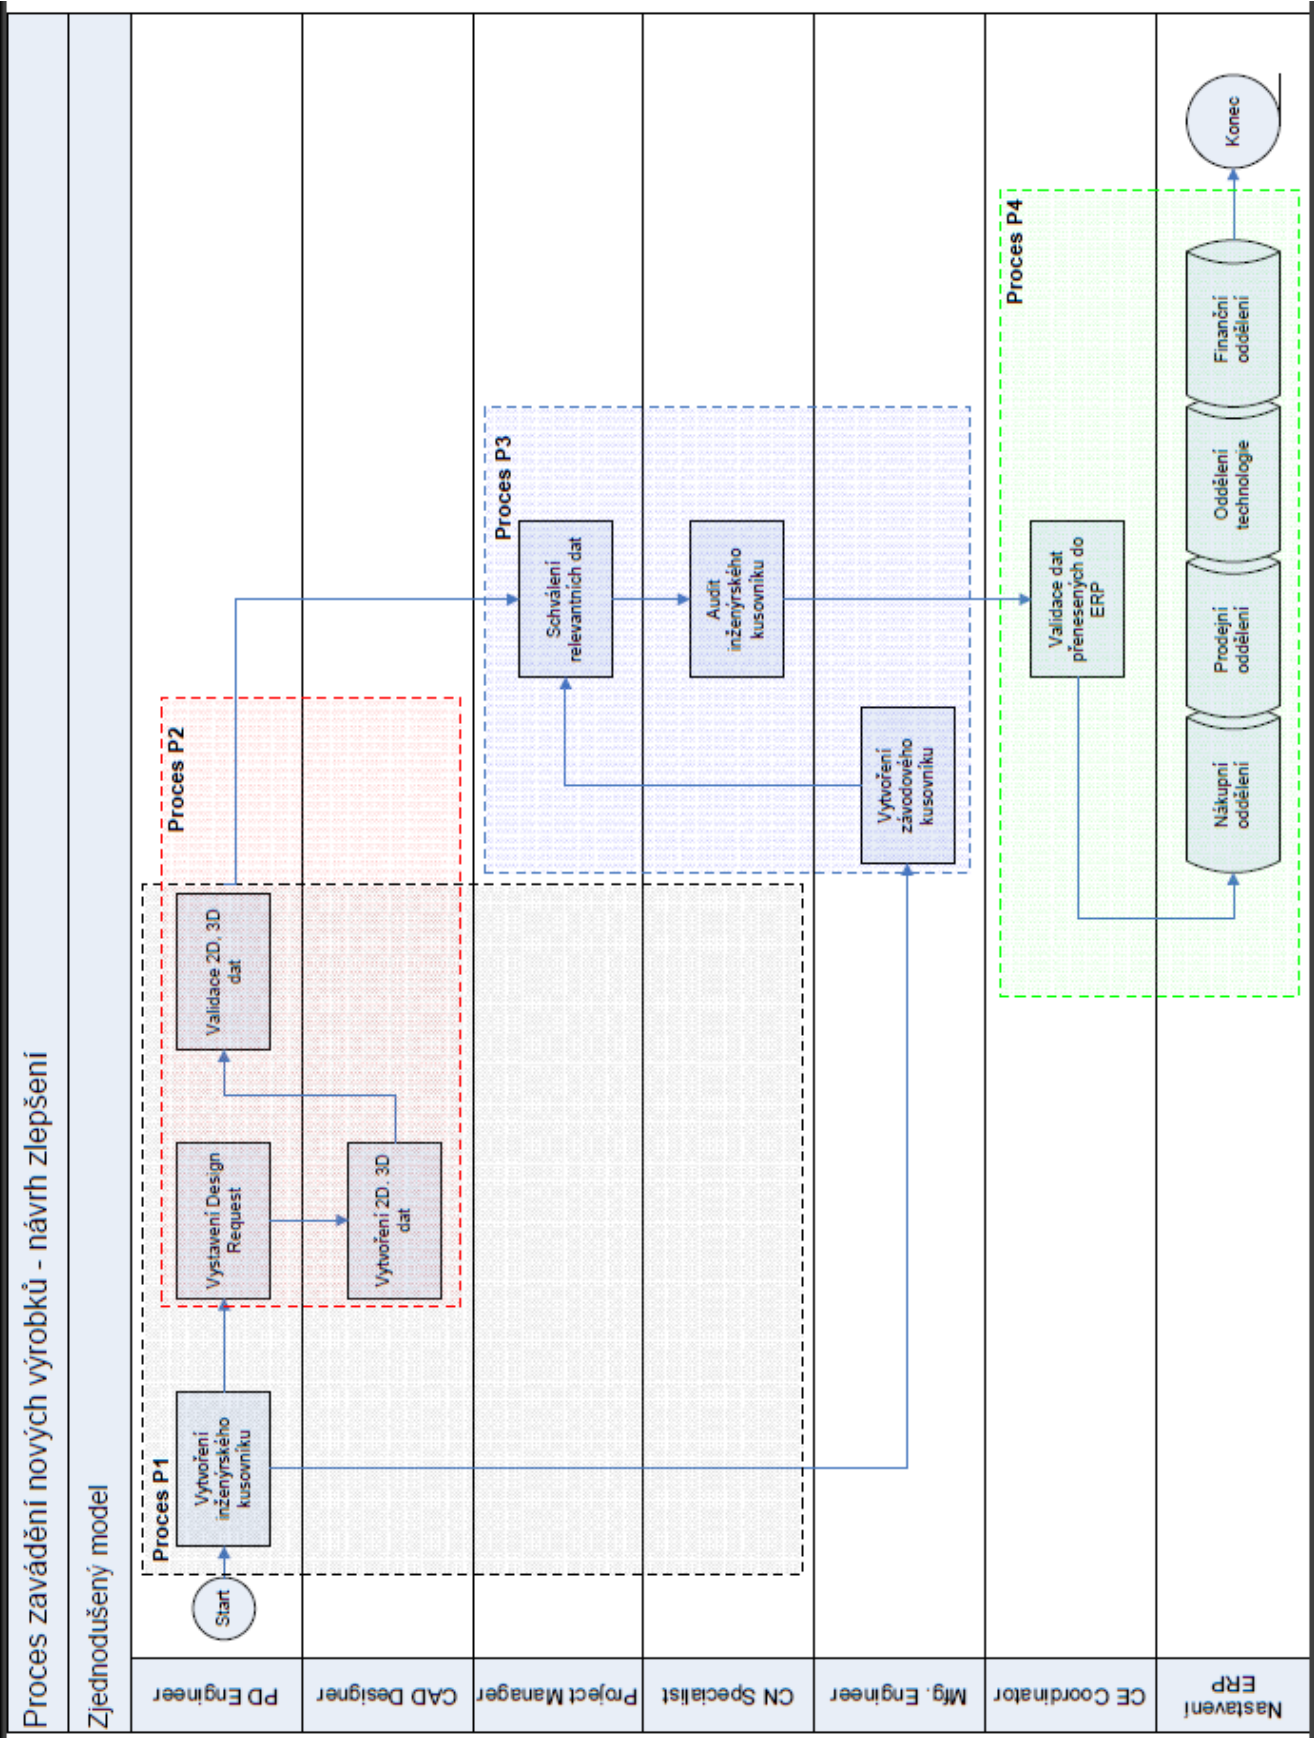 Proces zavádění nových výrobků - návrh zlepšení
Zjednodušený model
PD Engineer
CAD Designer
Project Manager
CN Specialist
Mfg. Engineer
CE Coordinator
Nastavení
ERP
Start
Proces P1
Vytvoření
inženýrského
kusovníku
Proces P2
Vystavení Design
Request
Vytvoření 2D. 3D
dat
Validace 2D, 3D
dat
Proces P3
Schválení
relevantních dat
Audit
inženýrského
kusovníku
Vytvoření
závodového
kusovníku
Proces P4
Validace dat
přenesených do
ERP
Nákupní
oddělení
Prodejní
oddělení
Oddělení
technologie
Finanční
oddělení
Konec